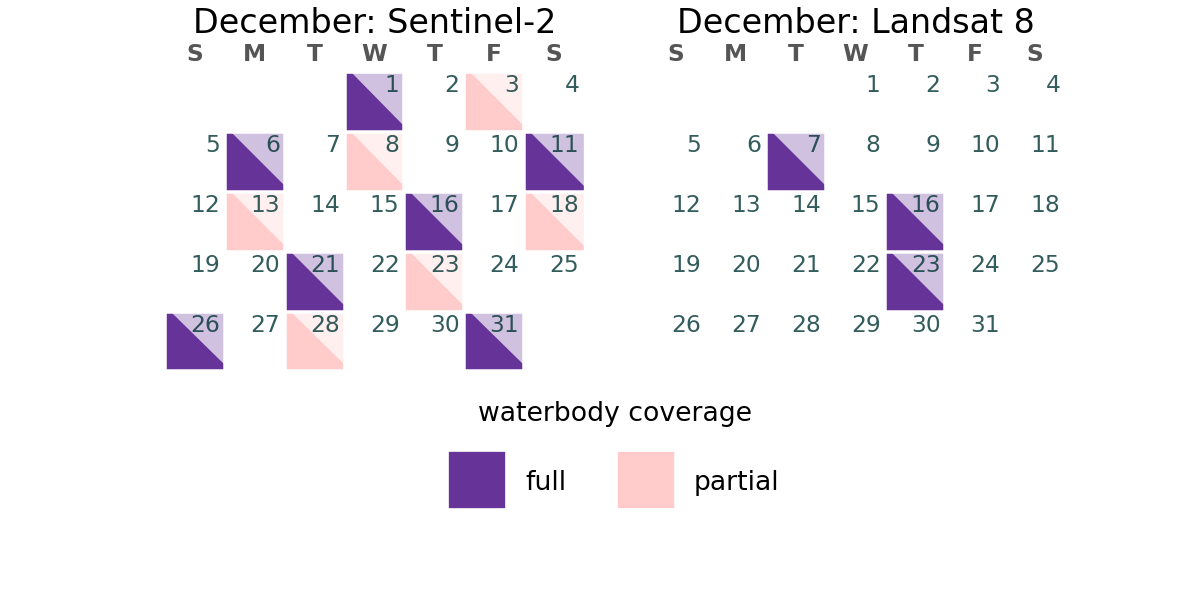 December: Sentinel-2
S M T W T F S
1 2 3 4
5 6 7 8 9 10 11
12 13 14 15 16 17 18
19 20 21 22 23 24 25
26 27 28 29 30 31
December: Landsat 8
S M T W T F S
1 2 3 4
5 6 7 8 9 10 11
12 13 14 15 16 17 18
19 20 21 22 23 24 25
26 27 28 29 30 31
waterbody coverage
full partial